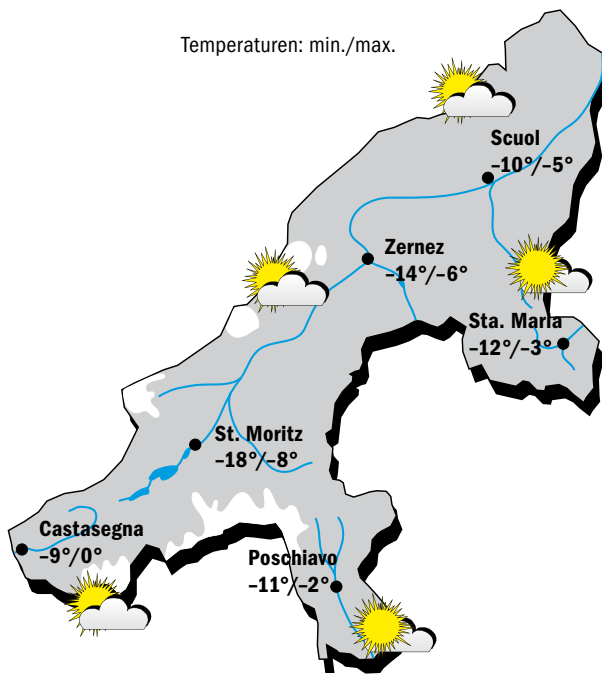 Temperaturen: min./max.
Scuol
–10°/–5°
Zernez
–14°/–6°
Sta. Maria
–12°/–3°
St. Moritz
–18°/–8°
Castasegna
–9°/0°
Poschiavo
–11°/–2°